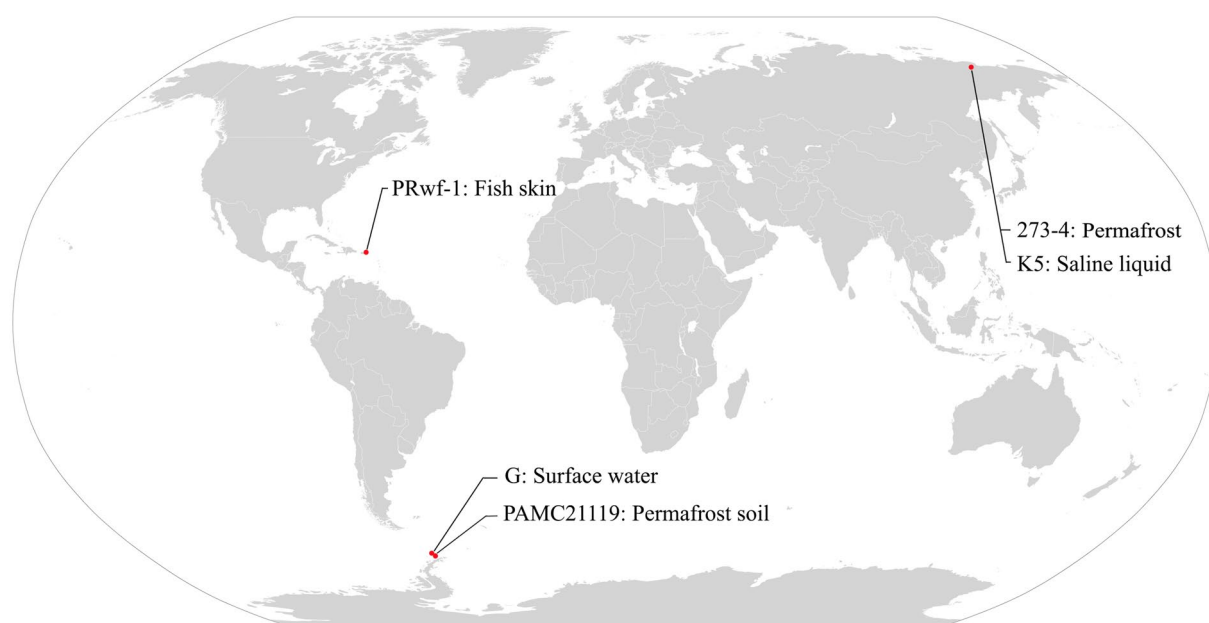 PRwf-1: Fish skin
273-4: Permafrost
K5: Saline liquid
G: Surface water
PAMC21119: Permafrost soil